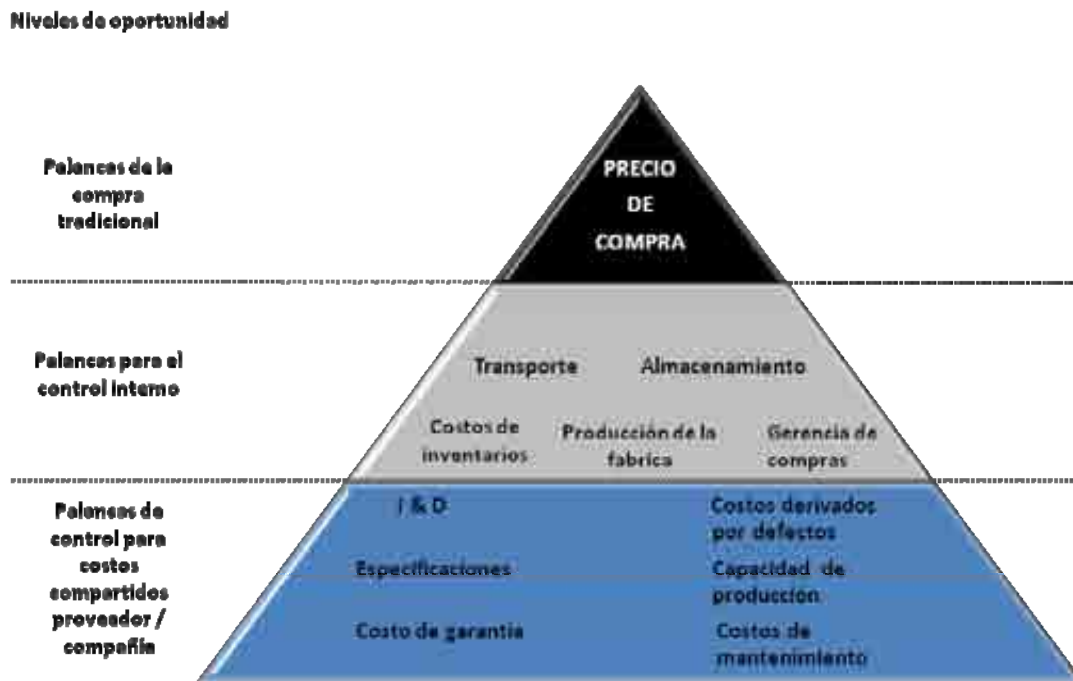 Niveles de oportunidad
Palancas de la
compra
tradicional
PRECIO
DE
COMPRA
Palancas para el
control interno
Transporte
Almacenamiento
Costos de
inventarios
Producción de la
fabrica
Gerencia de
compras
Palancas de
control para
costos
compartidos
proveedor /
compañía
I & D
Costos derivados
por defectos
Especificaciones
Capacidad de
producción
Costo de garantia
Costos de
mantenimiento